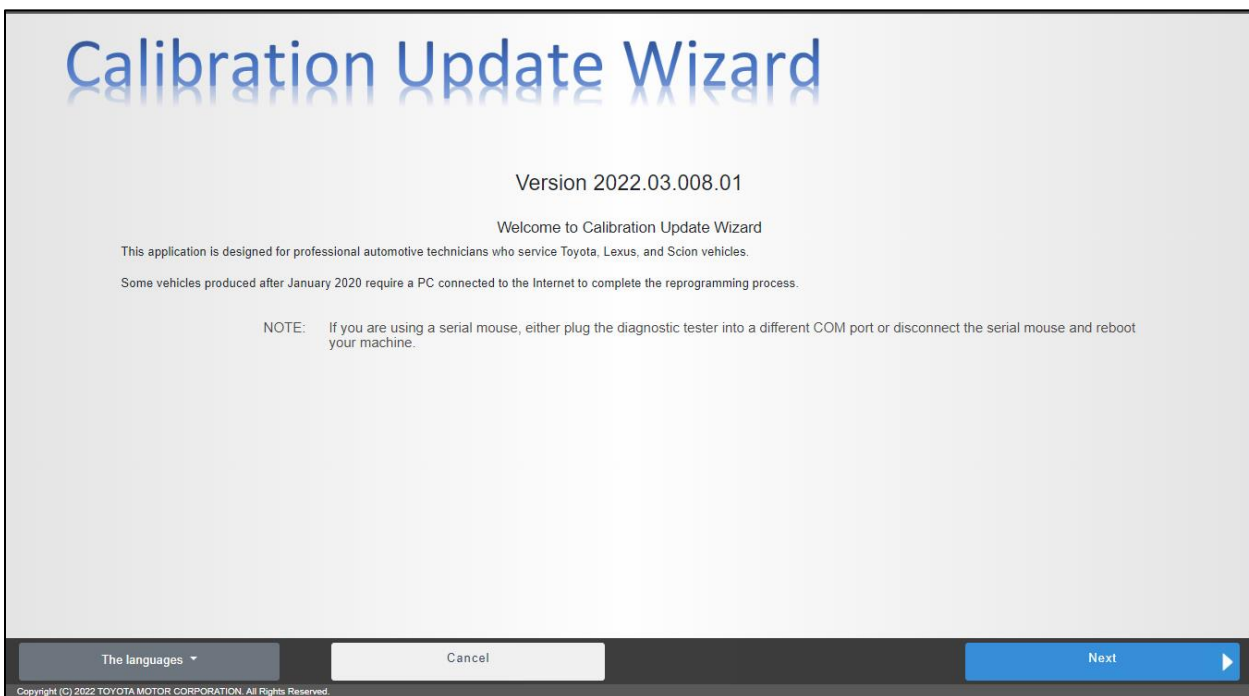 Calibration Update Wizard
Version 2022.03.008.01
Welcome to Calibration Update Wizard
This application is designed for professional automotive technicians who service Toyota, Lexus, and Scion vehicles.
Some vehicles produced after January 2020 require a PC connected to the Internet to complete the reprogramming process.
NOTE: If you are using a serial mouse, either plug the diagnostic tester into a different COM port or disconnect the serial mouse and reboot
your machine.
The languages Cancel Next
Copyright (C) 2022 TOYOTA MOTOR CORPORATION. All Rights Reserved.